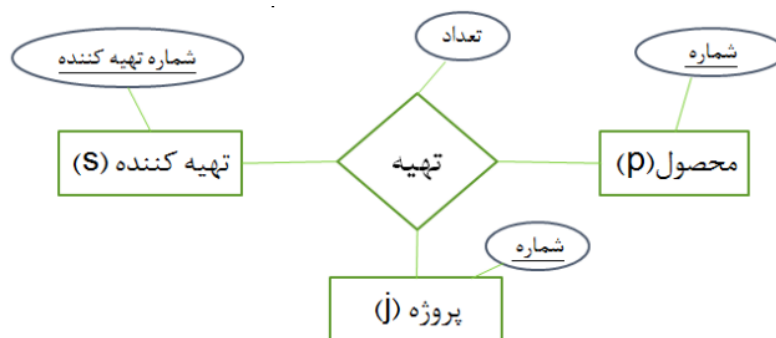 تعداد
شماره تهیه کننده
شماره
تهیه کننده (s)
تهیه
محصول(p)
شماره
پروژه (j)